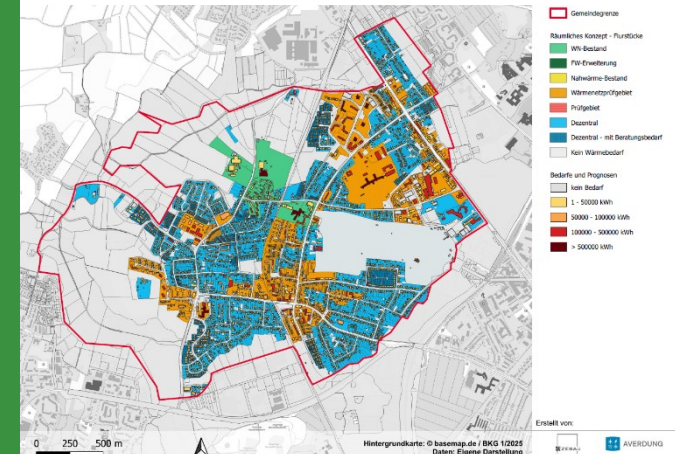 Gemeindegrenze
Räumliches Konzept - Flurstücke
WN-Bestand
FW-Erweiterung
Nahwärme-Bestand
Wärmenetzprüfgebiet
Prüfgebiet
Dezentral
Dezentral - mit Beratungsbedarf
Kein Wärmebedarf
Bedarfe und Prognosen
kein Bedarf
1 - 50000 kWh
50000 - 100000 kWh
100000 - 500000 kWh
> 500000 kWh
Erstellt von:
AVERDUNG
0 250 500 m
Hintergrundkarte: © basemap.de / BKG 1/2025
Daten: Eigene Darstellung